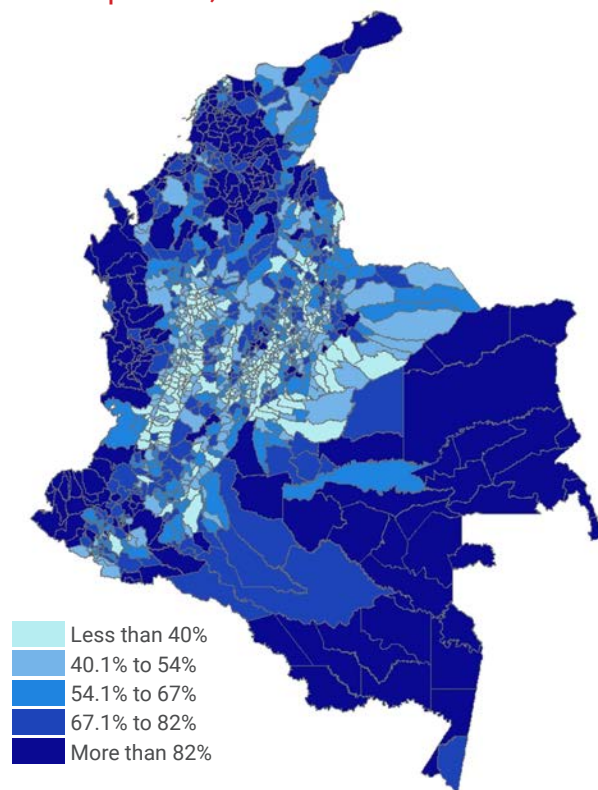 Less than 40%
40.1% to 54%
54.1% to 67%
67.1% to 82%
More than 82%